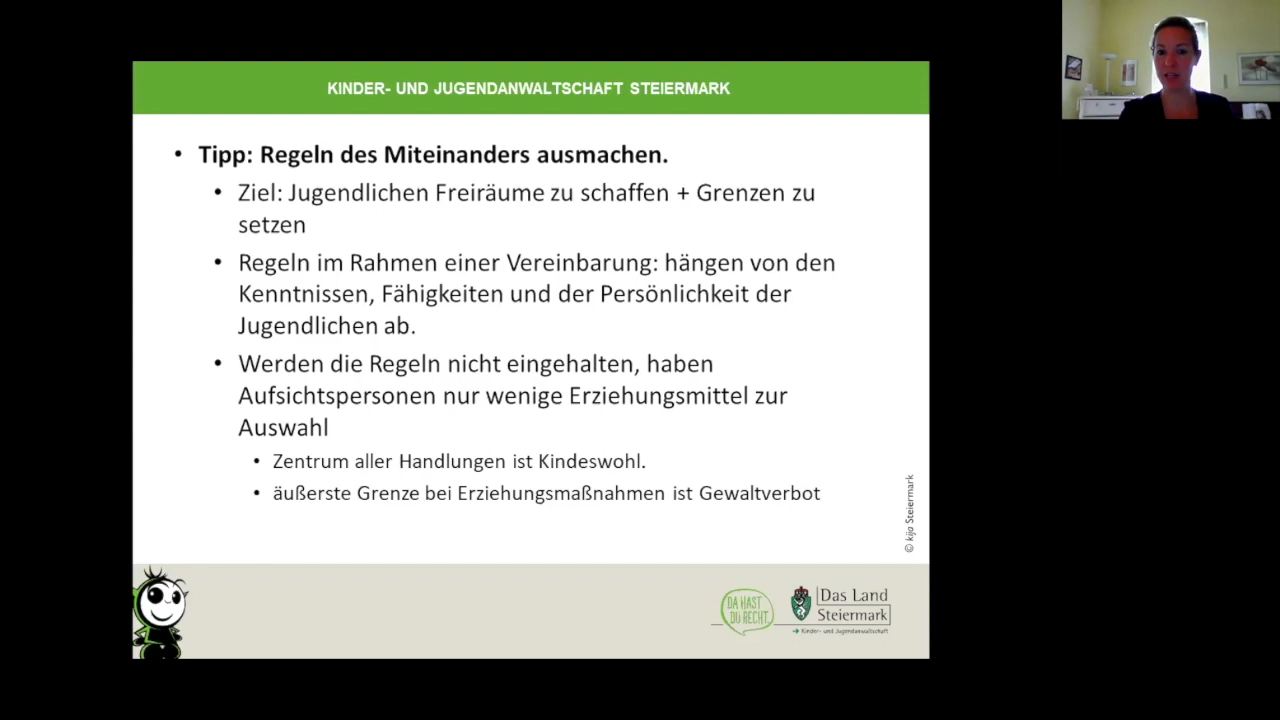 KINDER- UND JUGENDANWALTSCHAFT STEIERMARK
• Tipp: Regeln des Miteinanders ausmachen.
• Ziel: Jugendlichen Freiräume zu schaffen + Grenzen zu
setzen
• Regeln im Rahmen einer Vereinbarung: hängen von den
Kenntnissen, Fähigkeiten und der Persönlichkeit der
Jugendlichen ab.
• Werden die Regeln nicht eingehalten, haben
Aufsichtspersonen nur wenige Erziehungsmittel zur
Auswahl
• Zentrum aller Handlungen ist Kindeswohl.
• äußerste Grenze bei Erziehungsmaßnahmen ist Gewaltverbot
© kija Steiermark
DA HAST
DU RECHT
Das Land
Steiermark
→ Kinder- und Jugendanwaltschaft